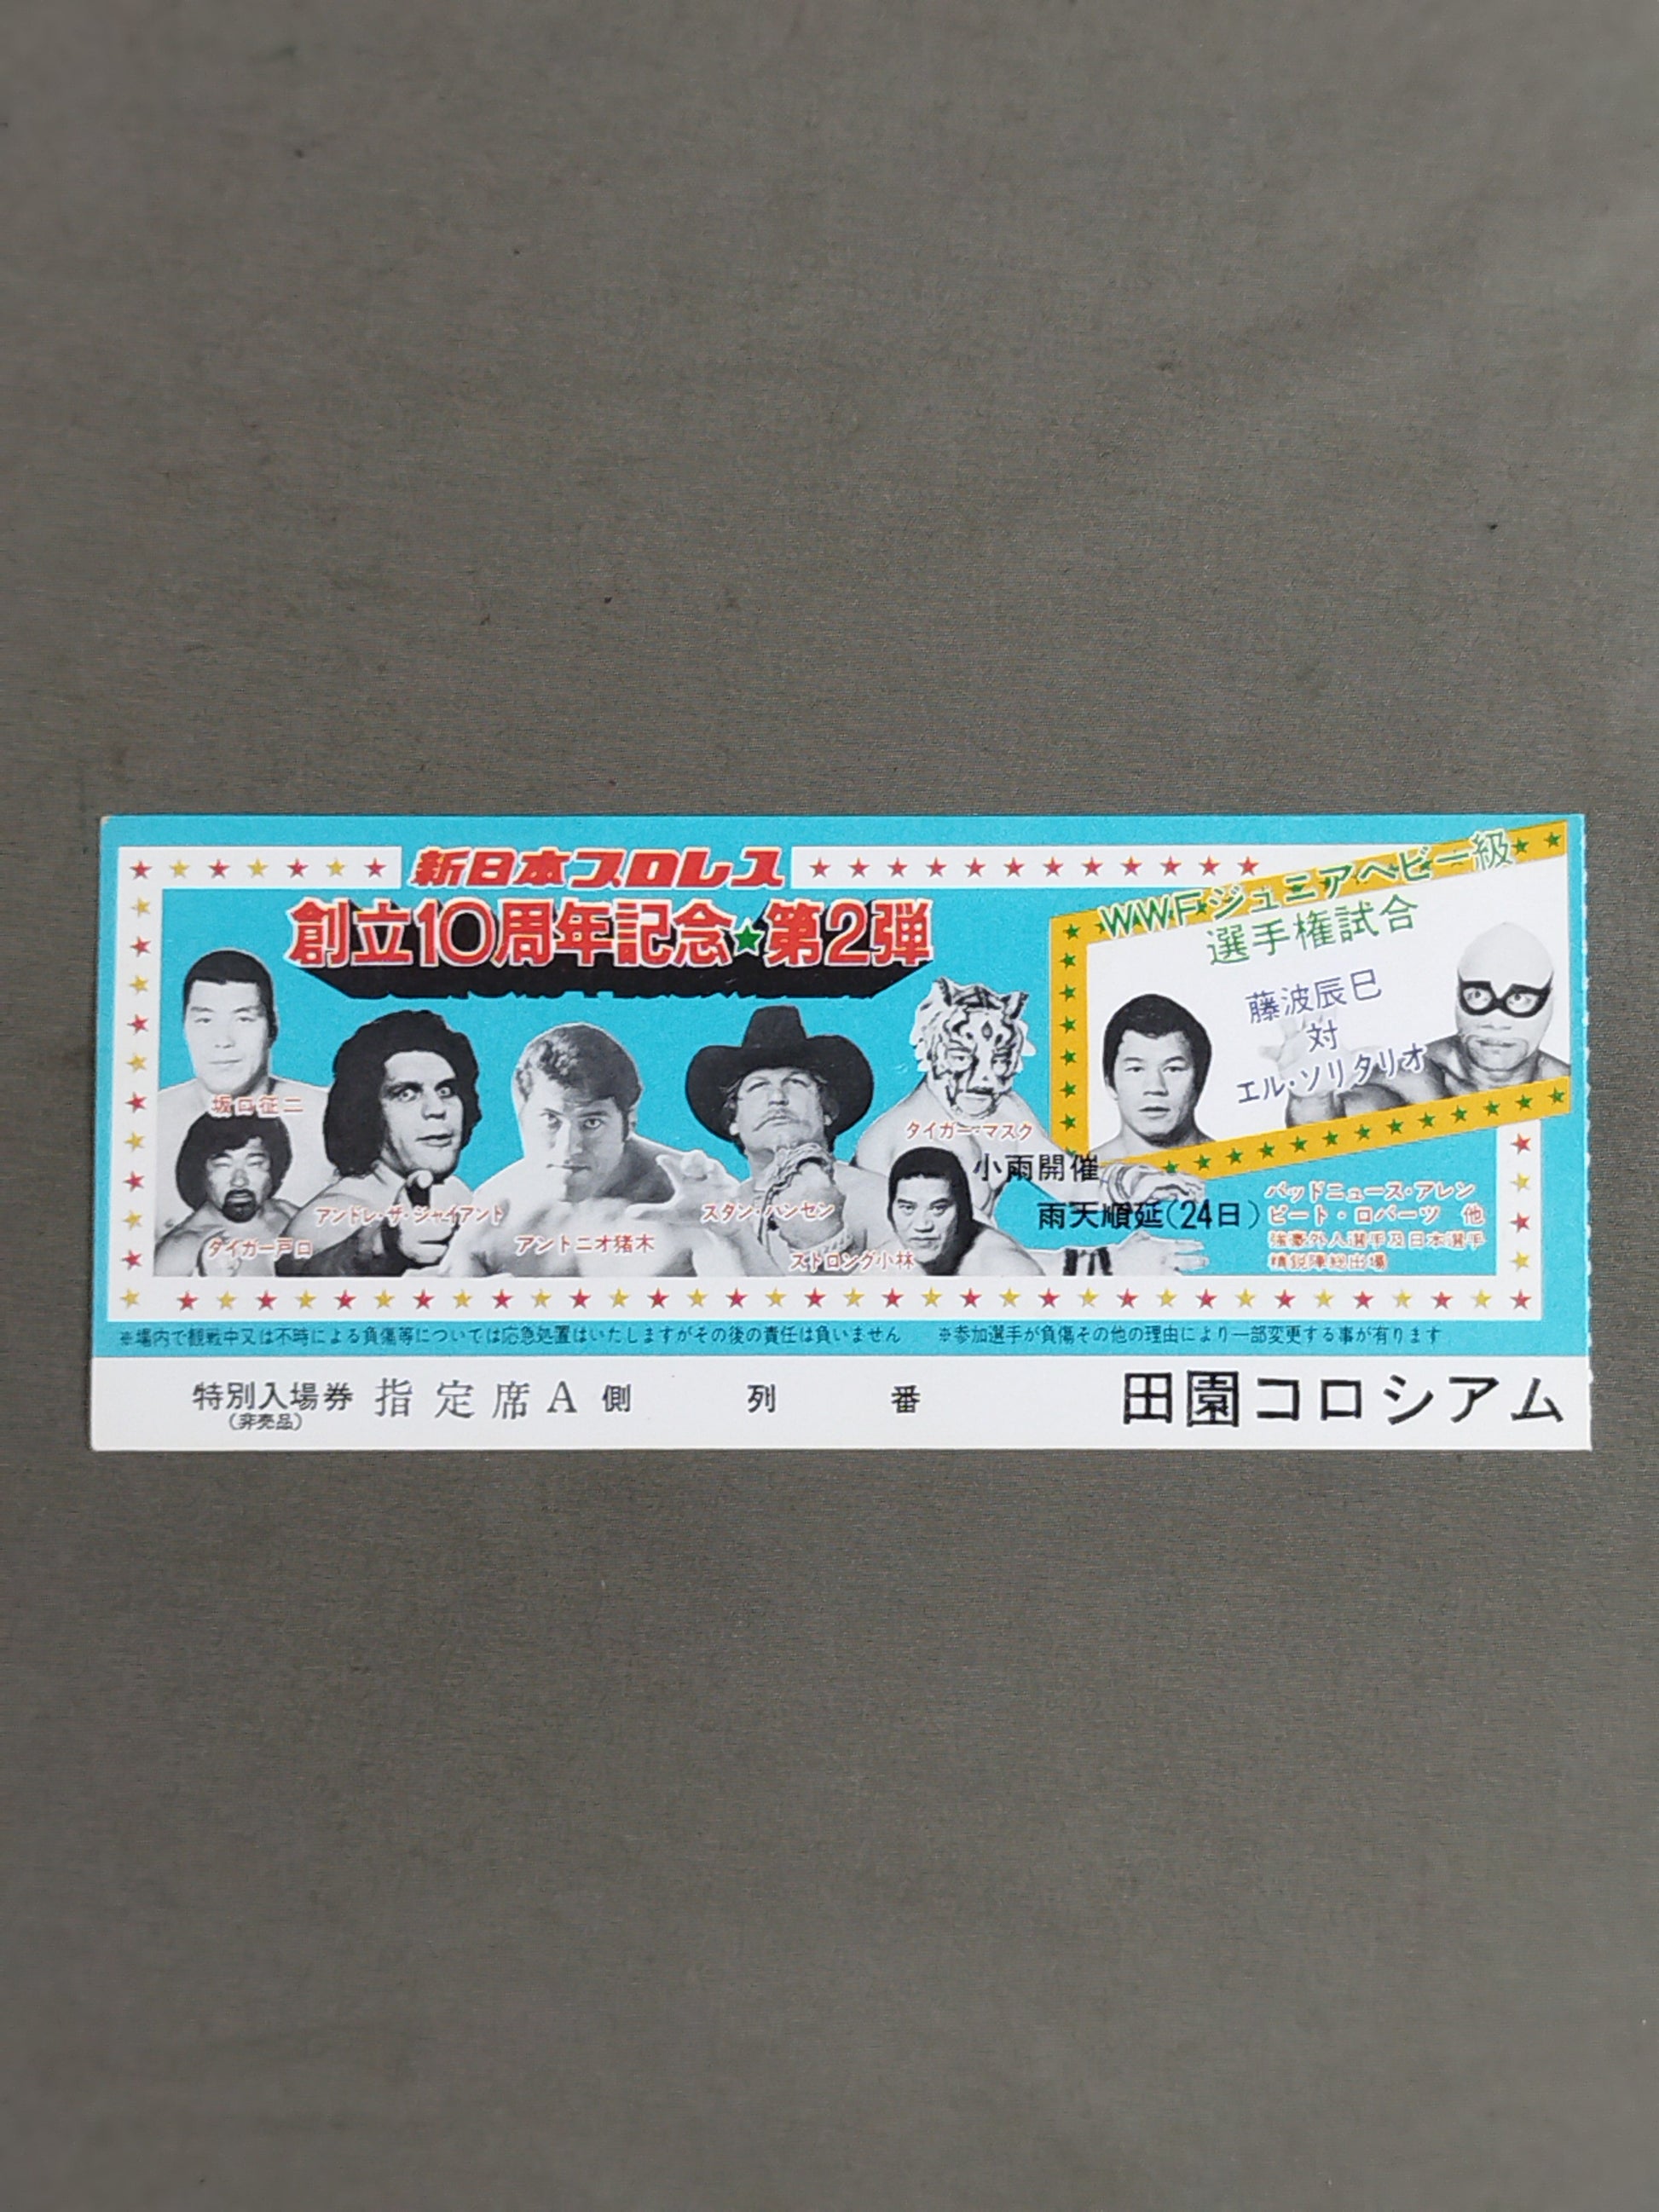 新日本プロレス
創立10周年記念★第2弾
WWFジュニアヘビー級
選手権試合
藤波辰巳
対
エル・ソリタリオ
坂口征二
タイガー戸口
アンドレ・ザ・ジャイアント
アントニオ猪木
スタン・ハンセン
ストロング小林
タイガーマスク
小雨開催
雨天順延(24日)
バッドニュース・アレン
ピート・ロバーツ 他
強豪外人選手及日本選手
精鋭陣総出場
※場内で観戦中又は不時による負傷等については応急処置はいたしますがその後の責任は負いません ※参加選手が負傷その他の理由により一部変更する事が有ります
特別入場券 指定席A 側 列 番 田園コロシアム
(非売品)